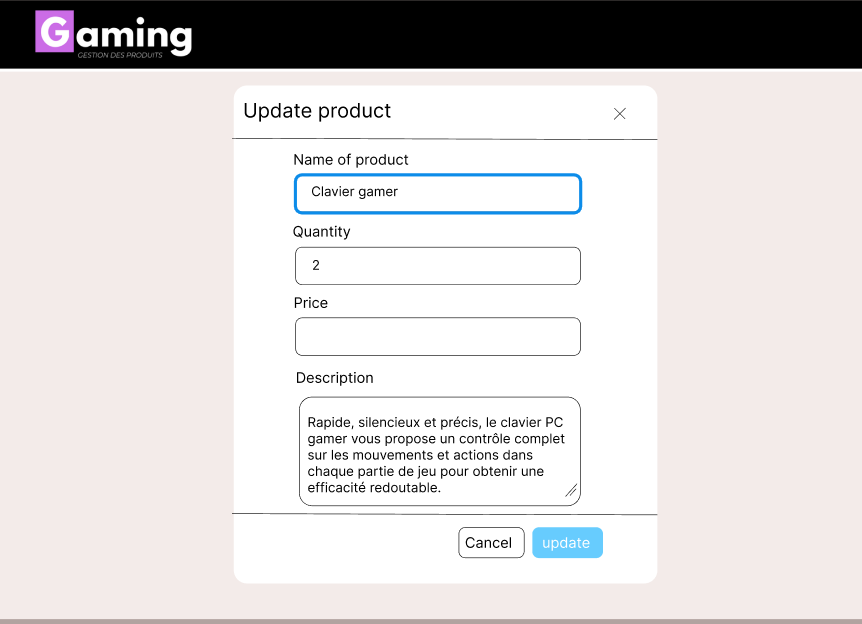 Gaming
GESTION DES PRODUITS
Update product
Name of product
Clavier gamer
Quantity
2
Price
Description
Rapide, silencieux et précis, le clavier PC
gamer vous propose un contrôle complet
sur les mouvements et actions dans
chaque partie de jeu pour obtenir une
efficacité redoutable.
Cancel
update